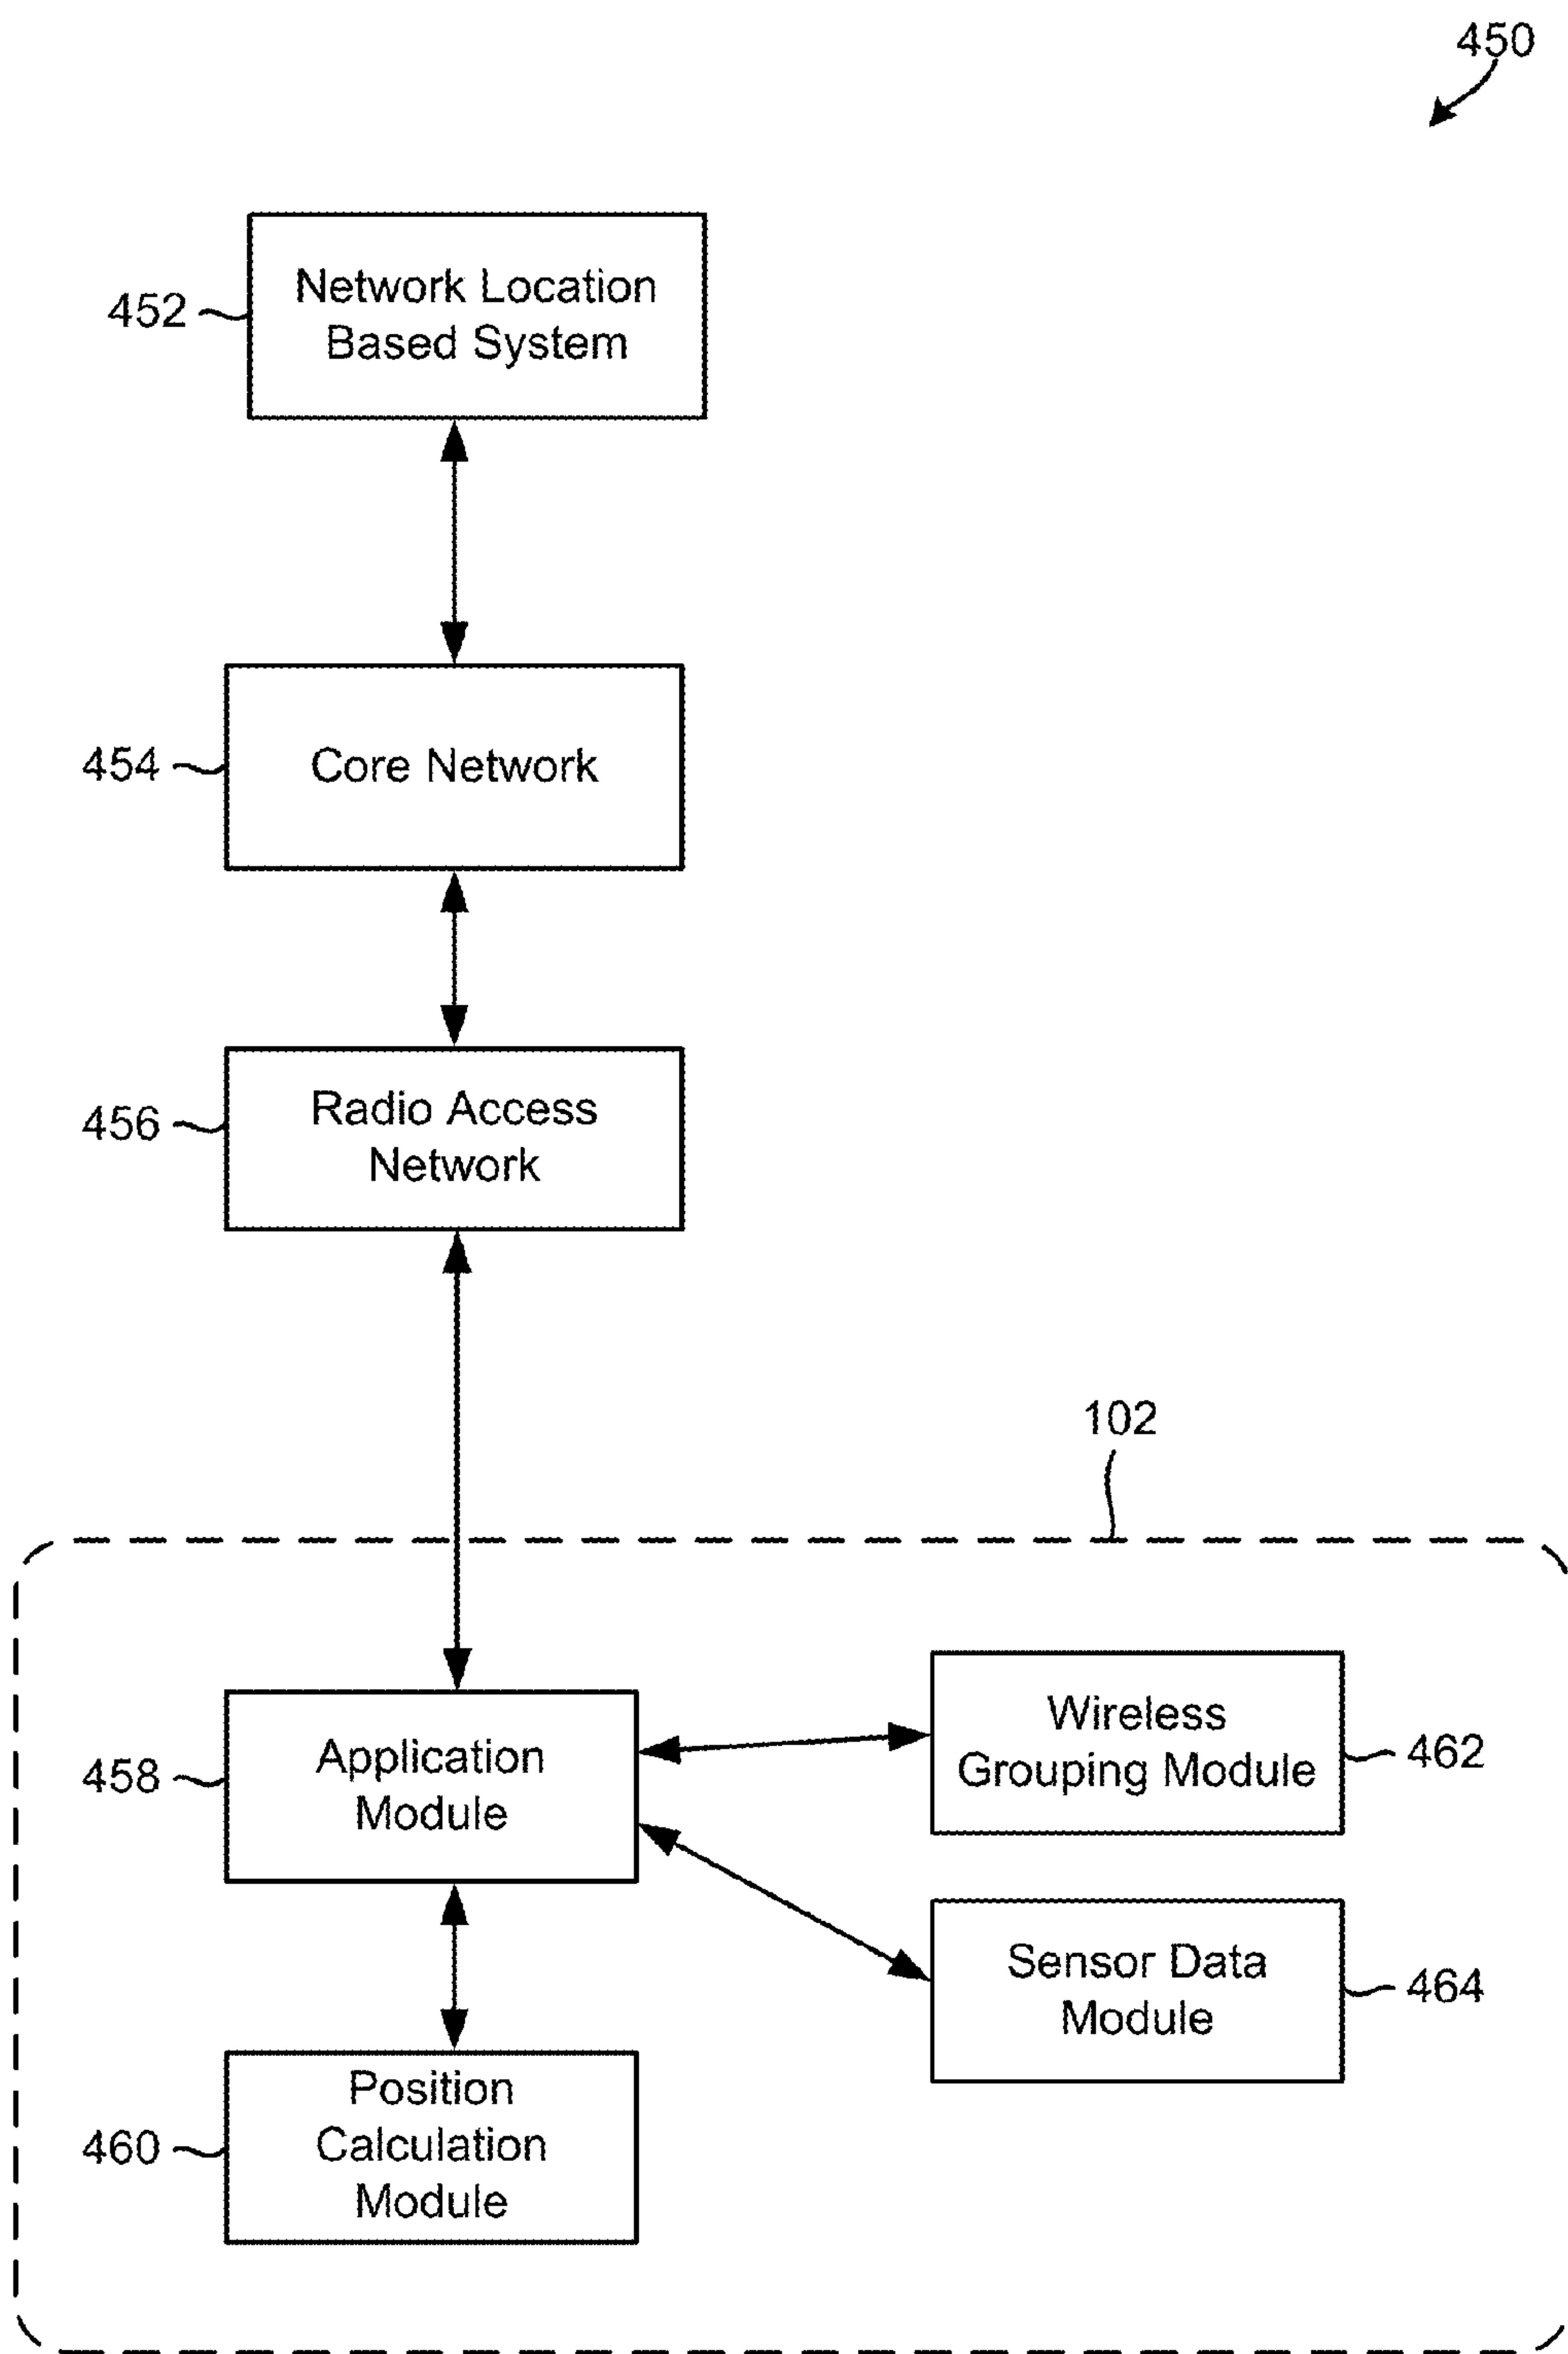 450
Network Location
Based System
452
Core Network
454
Radio Access
Network
456
102
Application
Module
458
Wireless
Grouping Module
462
Sensor Data
Module
464
Position
Calculation
Module
460